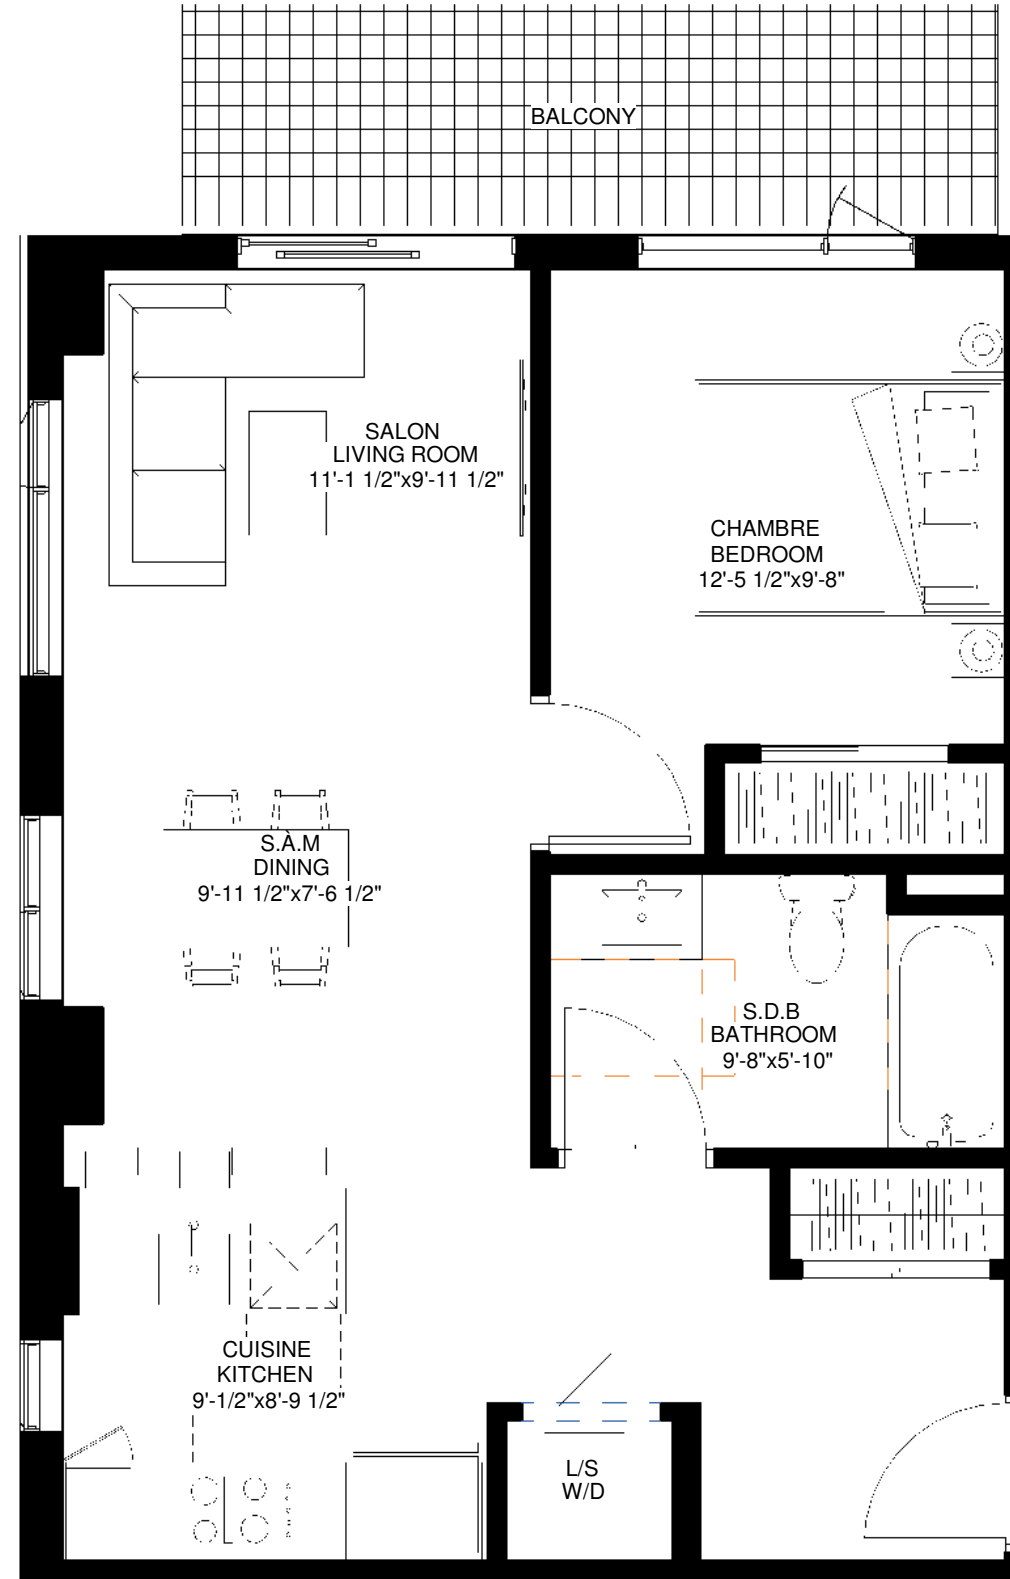 BALCONY
SALON
LIVING ROOM
11'-1 1/2"x9'-11 1/2"
CHAMBRE
BEDROOM
12'-5 1/2"x9'-8"
S.A.M
DINING
9'-11 1/2"x7'-6 1/2"
S.D.B
BATHROOM
9'-8"x5'-10"
CUISINE
KITCHEN
9'-1/2"x8'-9 1/2"
L/S
W/D